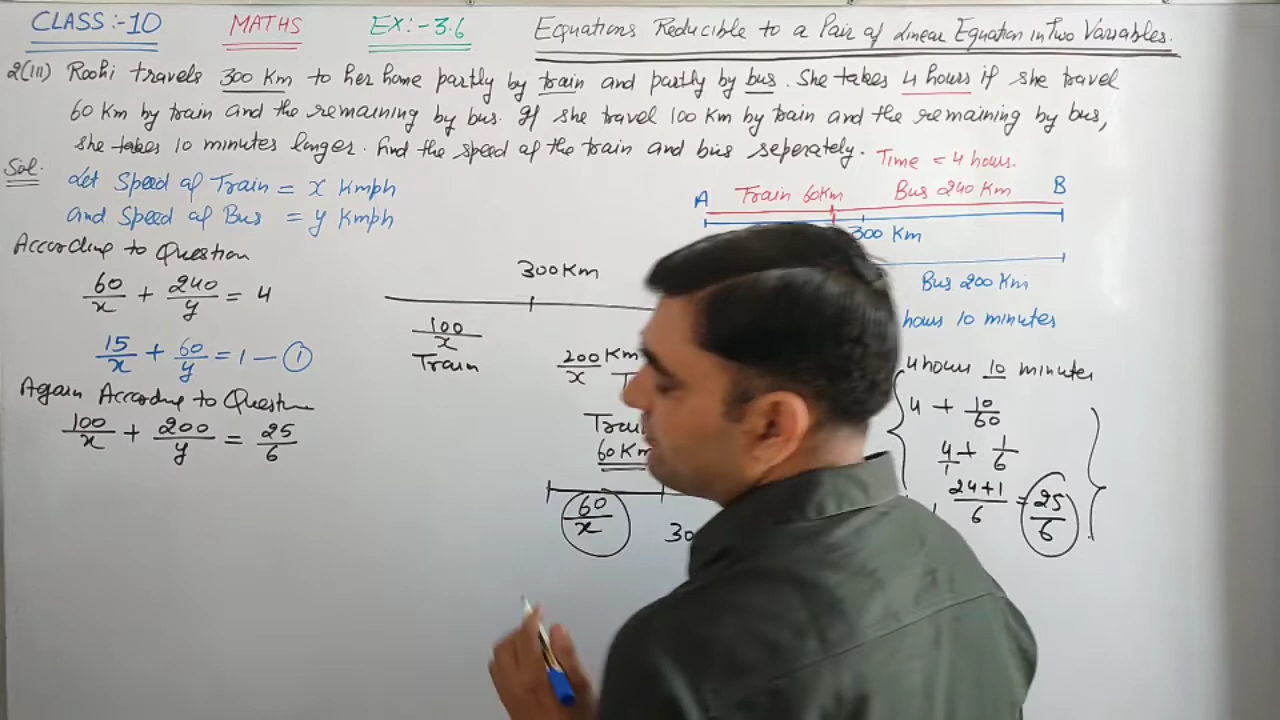 CLASS:-10 MATHS EX:-3.6 Equations Reducible to a Pair of Linear Equation in Two Variables.
2(III) Roohi travels 300 Km to her home partly by train and partly by bus. She takes 4 hours if she travel
60 Km by train and the remaining by bus. If she travel 100 Km by train and the remaining by bus,
she takes 10 minutes longer. Find the speed of the train and bus seperately.
Time = 4 hours.
Sol.
Let Speed of Train = x Kmph
and Speed of Bus = y Kmph
According to Question
60/x + 240/y = 4
15/x + 60/y = 1 — ①
Again According to Question
100/x + 200/y = 25/6
A Train 60Km Bus 240 Km B
300 Km
Bus 200 Km
hours 10 minutes
300Km
100/x
Train
200/x Km
60 Km
60/x
4 hours 10 minutes
4 + 10/60
4/1 + 1/6
24+1/6 = 25/6